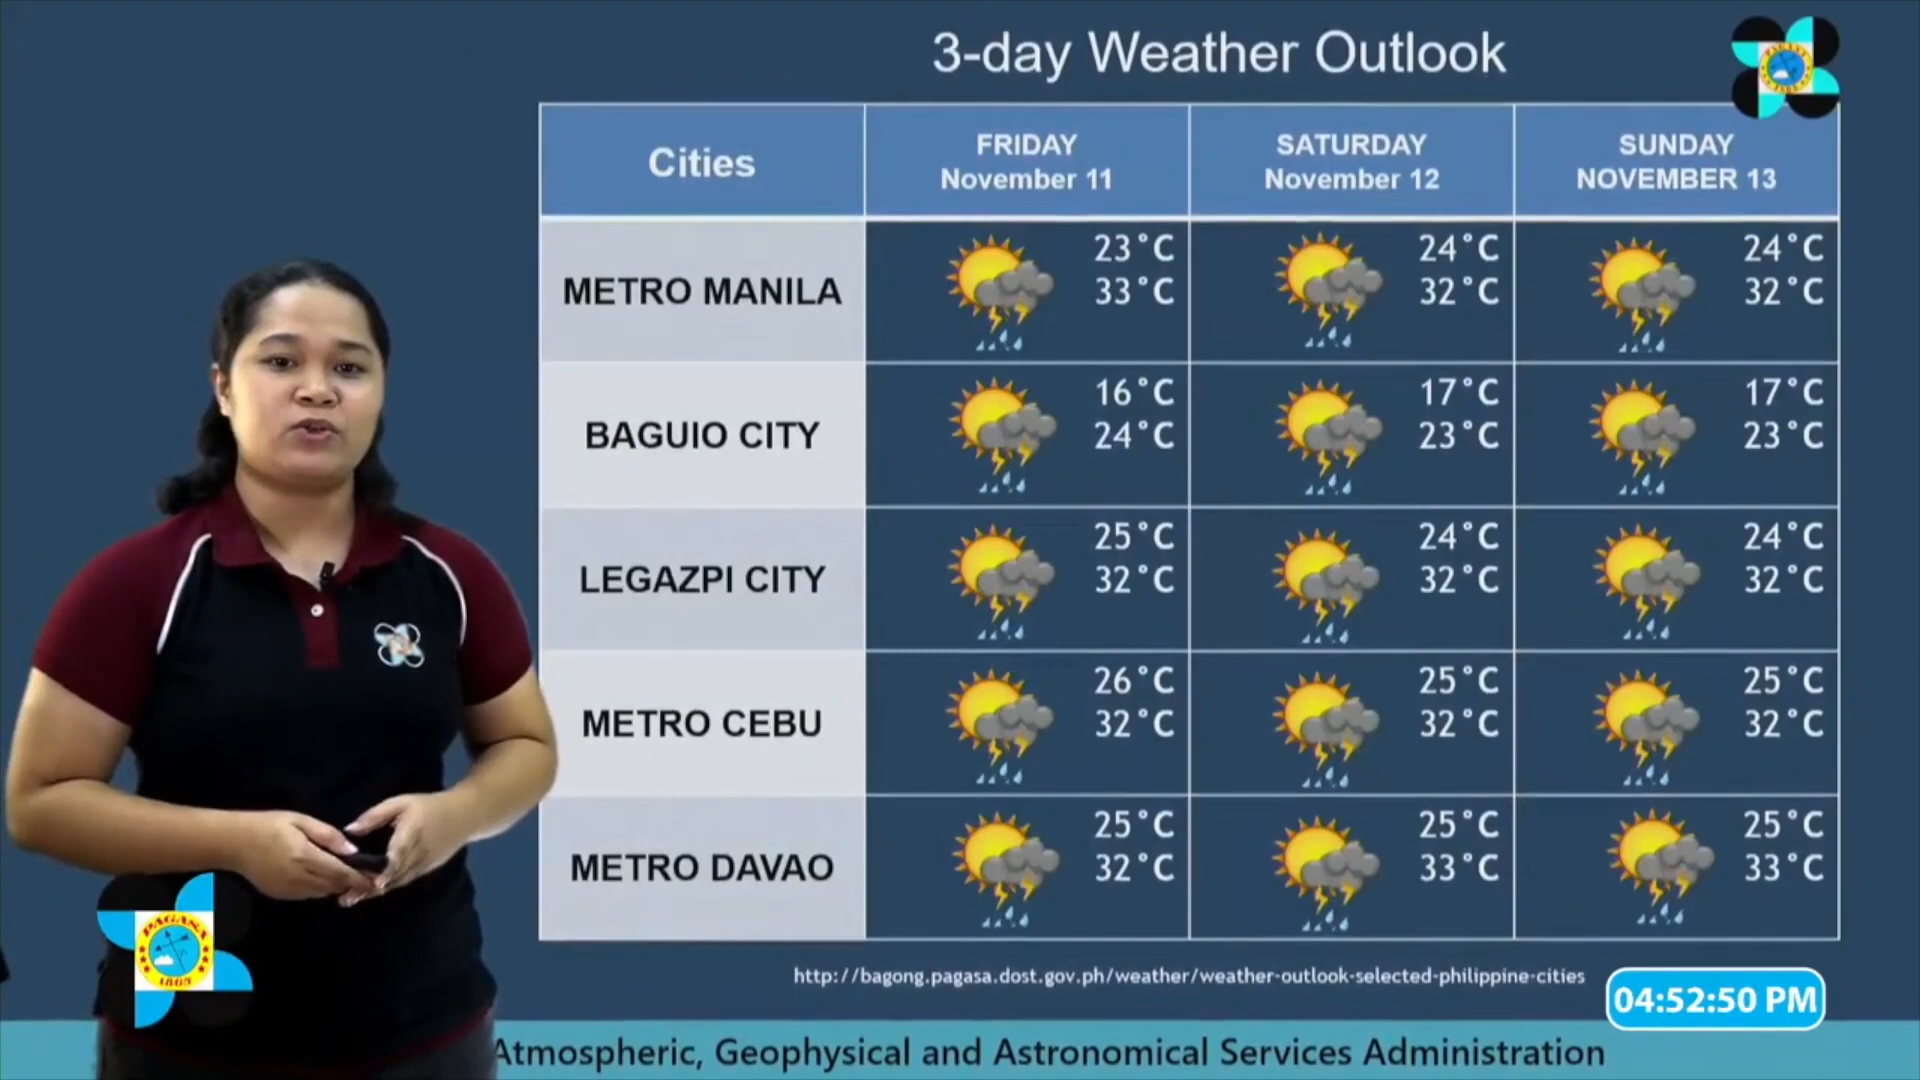 3-day Weather Outlook
Cities
FRIDAY
November 11
SATURDAY
November 12
SUNDAY
NOVEMBER 13
METRO MANILA
23°C
33°C
24°C
32°C
24°C
32°C
BAGUIO CITY
16°C
24°C
17°C
23°C
17°C
23°C
LEGAZPI CITY
25°C
32°C
24°C
32°C
24°C
32°C
METRO CEBU
26°C
32°C
25°C
32°C
25°C
32°C
METRO DAVAO
25°C
32°C
25°C
33°C
25°C
33°C
PAGASA
1865
http://bagong.pagasa.dost.gov.ph/weather/weather-outlook-selected-philippine-cities
04:52:50 PM
Atmospheric, Geophysical and Astronomical Services Administration